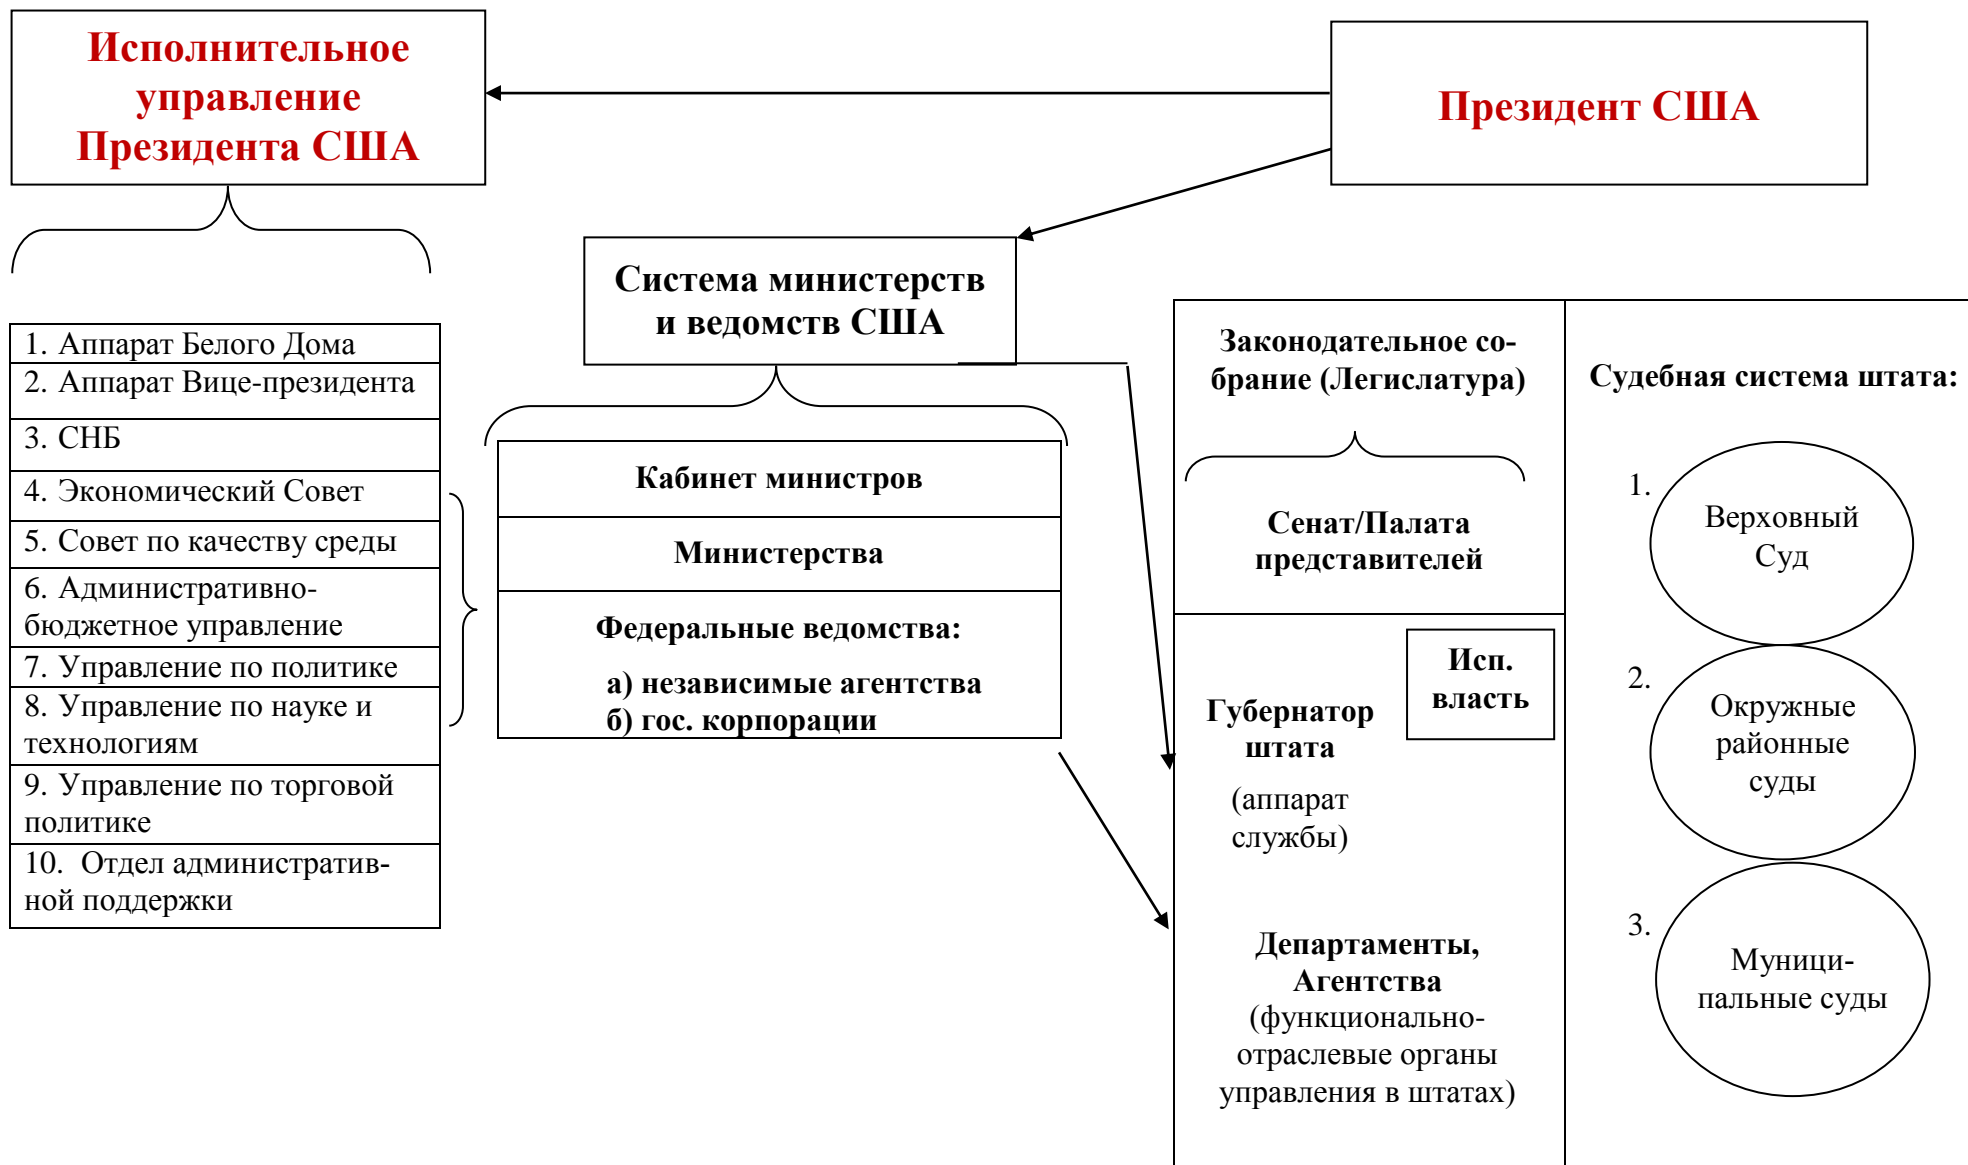 Исполнительное
управление
Президента США
Президент США
Система министерств
и ведомств США
1. Аппарат Белого Дома
2. Аппарат Вице-президента
3. СНБ
4. Экономический Совет
5. Совет по качеству среды
6. Административно-
бюджетное управление
7. Управление по политике
8. Управление по науке и
технологиям
9. Управление по торговой
политике
10. Отдел административ-
ной поддержки
Кабинет министров
Министерства
Федеральные ведомства:
а) независимые агентства
б) гос. корпорации
Законодательное со-
брание (Легислатура)
Сенат/Палата
представителей
Исп.
власть
Губернатор
штата
(аппарат
службы)
Департаменты,
Агентства
(функционально-
отраслевые органы
управления в штатах)
Судебная система штата:
1.
Верховный
Суд
2.
Окружные
районные
суды
3.
Муници-
пальные суды